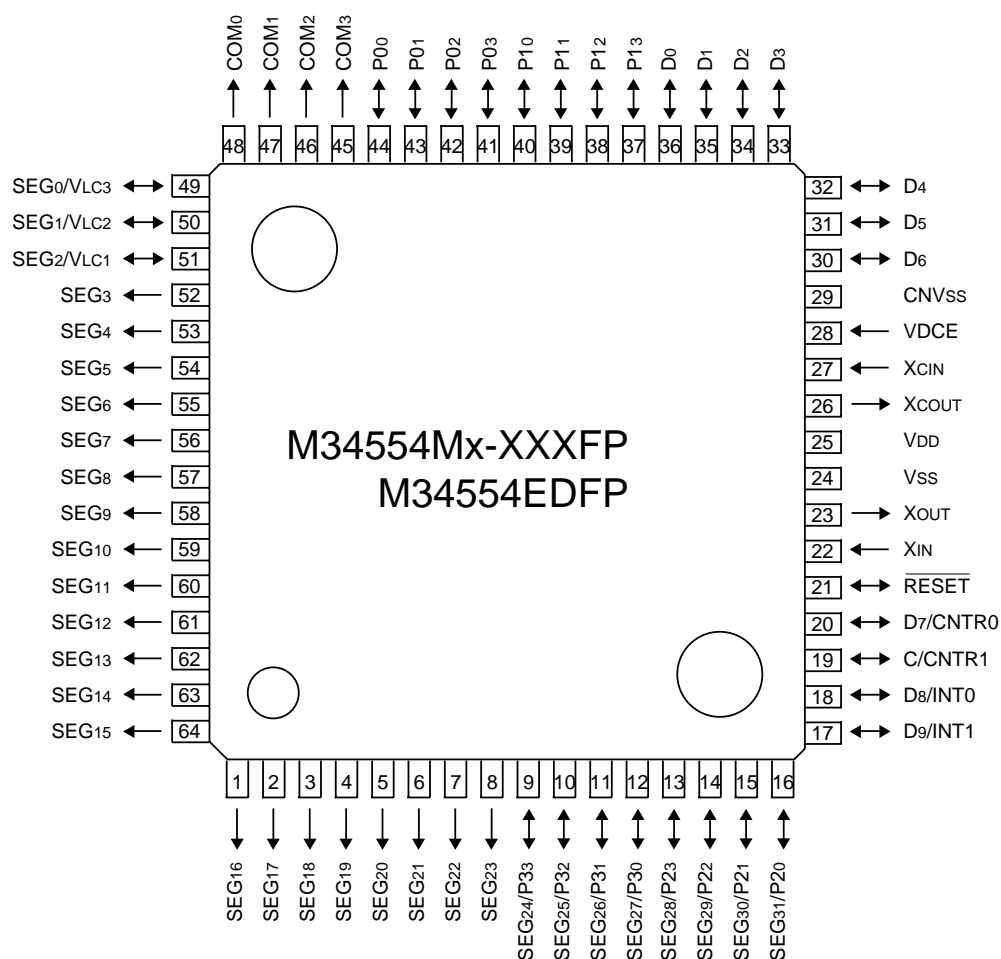 COM0
COM1
COM2
COM3
P00
P01
P02
P03
P10
P11
P12
P13
D0
D1
D2
D3
48 47 46 45 44 43 42 41 40 39 38 37 36 35 34 33
SEG0/VLC3 49
SEG1/VLC2 50
SEG2/VLC1 51
SEG3 52
SEG4 53
SEG5 54
SEG6 55
SEG7 56
SEG8 57
SEG9 58
SEG10 59
SEG11 60
SEG12 61
SEG13 62
SEG14 63
SEG15 64
M34554Mx-XXXFP
M34554EDFP
32 D4
31 D5
30 D6
29 CNVSS
28 VDCE
27 XCIN
26 XCOUT
25 VDD
24 VSS
23 XOUT
22 XIN
21 RESET
20 D7/CNTR0
19 C/CNTR1
18 D8/INT0
17 D9/INT1
1 2 3 4 5 6 7 8 9 10 11 12 13 14 15 16
SEG16
SEG17
SEG18
SEG19
SEG20
SEG21
SEG22
SEG23
SEG24/P33
SEG25/P32
SEG26/P31
SEG27/P30
SEG28/P23
SEG29/P22
SEG30/P21
SEG31/P20